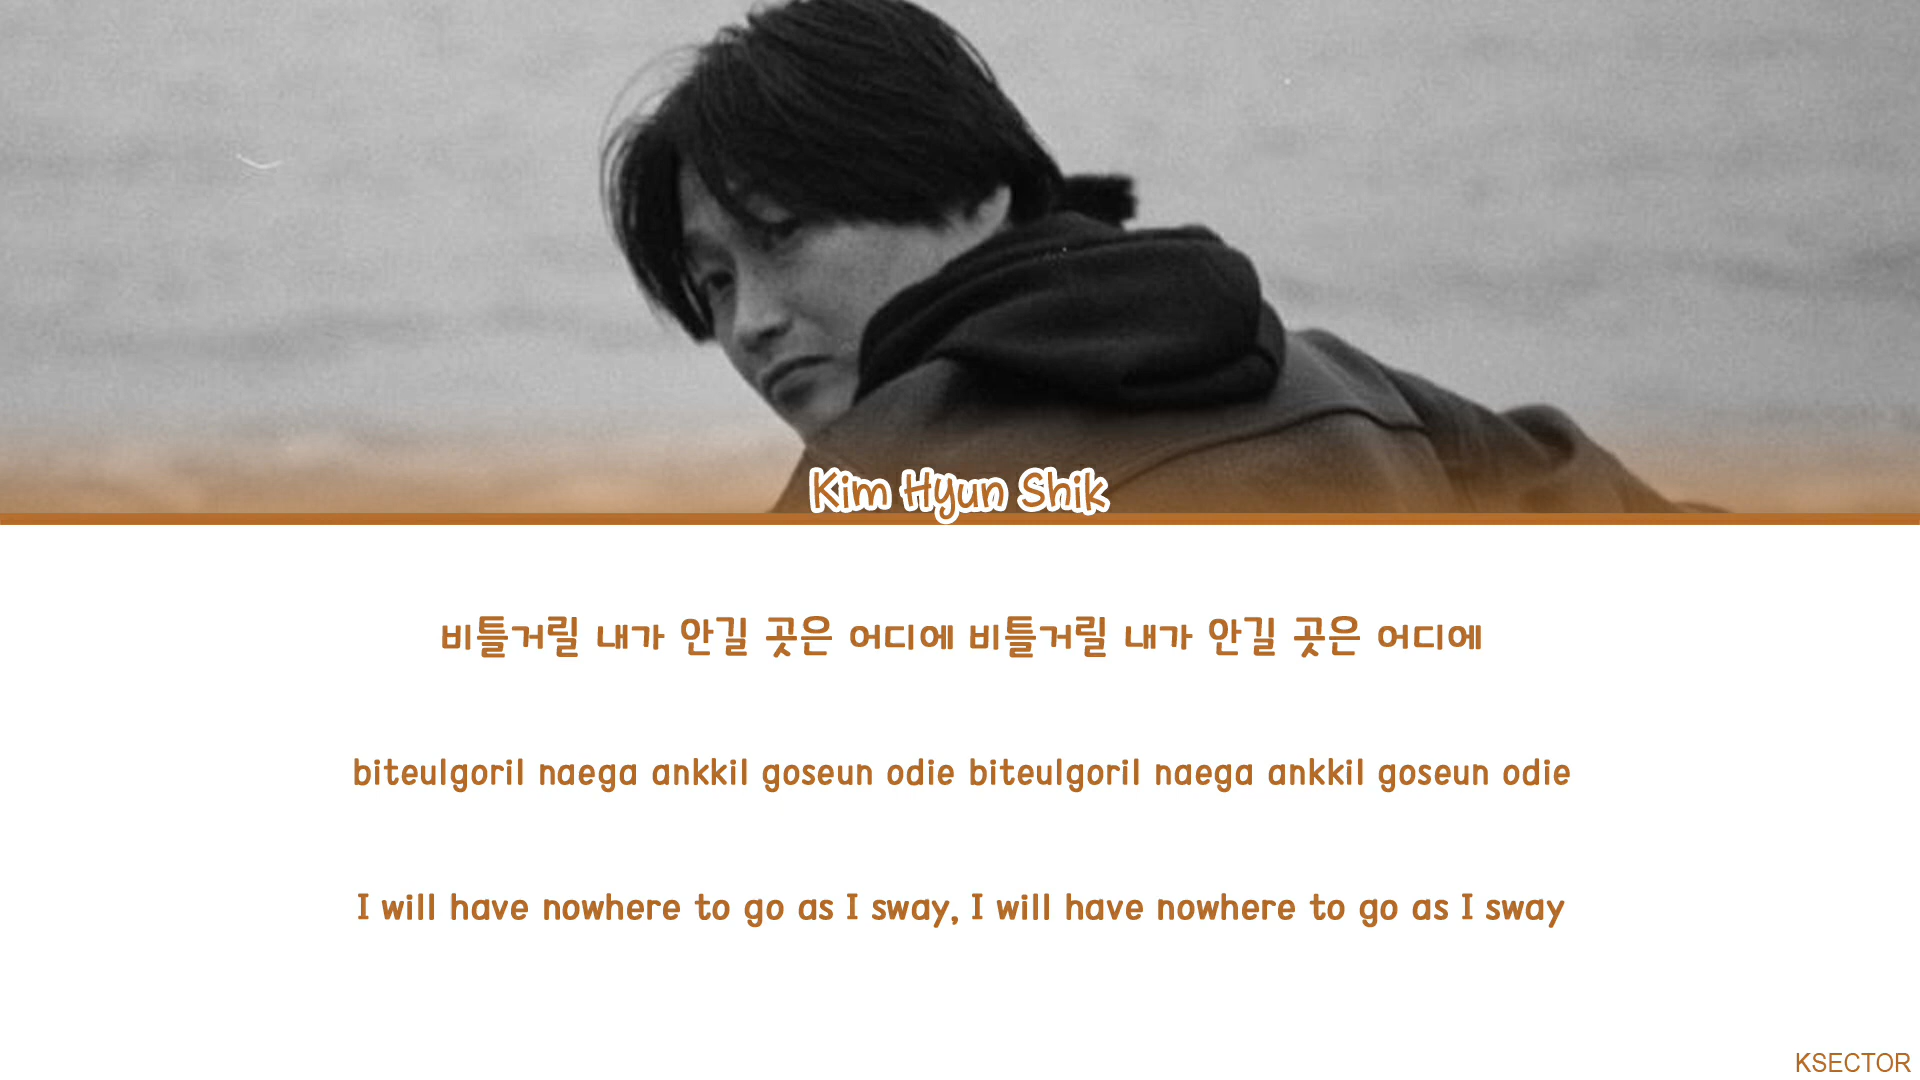 Kim Hyun Shik
비틀거릴 내가 안길 곳은 어디에 비틀거릴 내가 안길 곳은 어디에
biteulgoril naega ankkil goseun odie biteulgoril naega ankkil goseun odie
I will have nowhere to go as I sway, I will have nowhere to go as I sway
KSECTOR